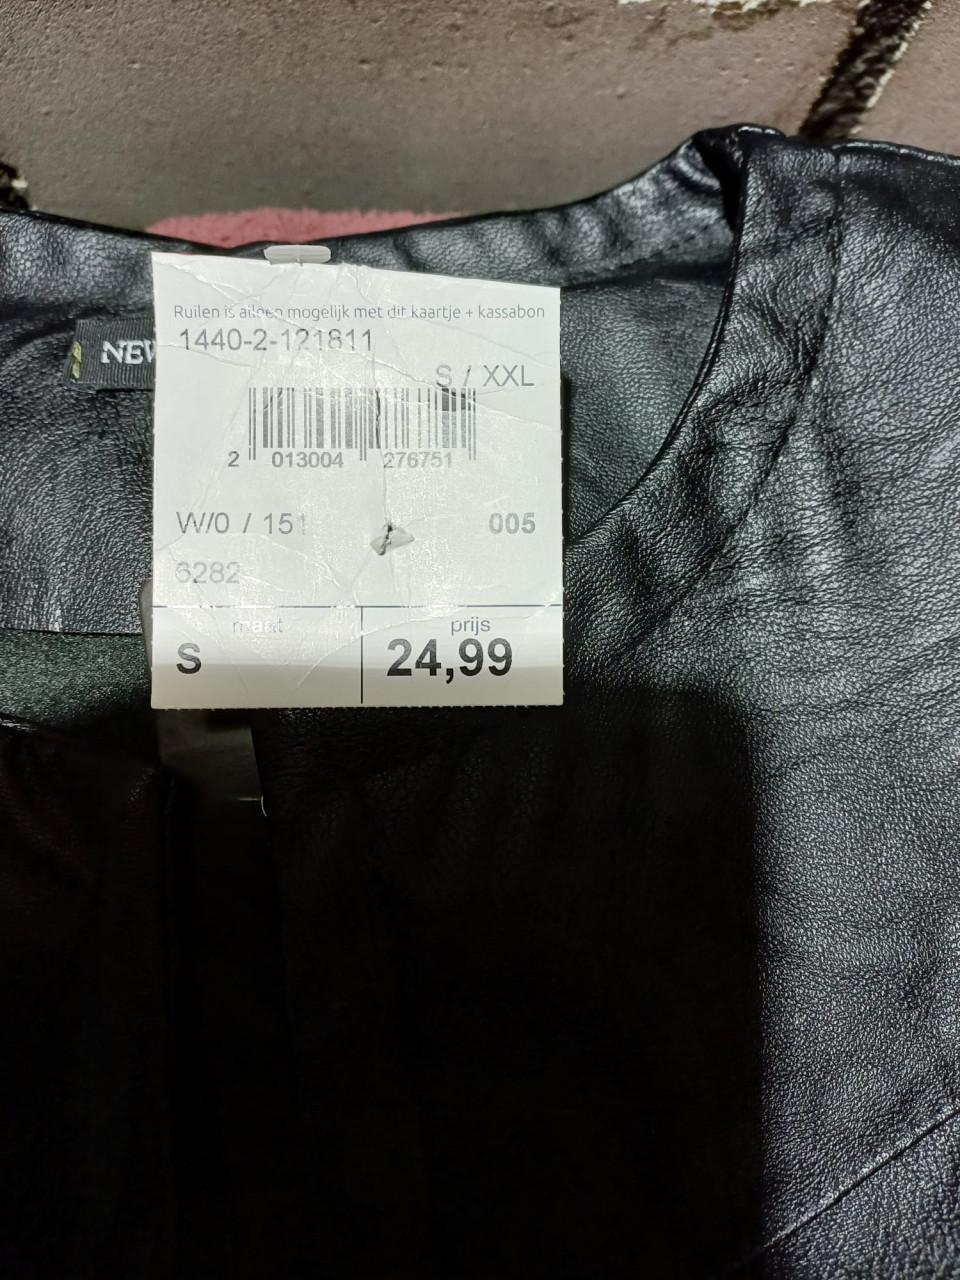 Ruilen is alleen mogelijk met dit kaartje + kassabon
1440-2-121811
S / XXL
2 013004 276751
W/0 / 151 005
6282
maat prijs
S 24,99
NEW